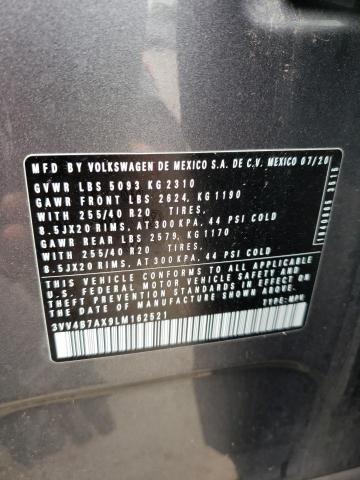 MFD BY VOLKSWAGEN DE MEXICO S.A. DE C.V. MEXICO 07/20
GVWR LBS 5093 KG 2310
GAWR FRONT LBS 2624, KG 1190
WITH 255/40 R20 TIRES,
8.5JX20 RIMS, AT 300 KPA, 44 PSI COLD
GAWR REAR LBS 2579, KG 1170
WITH 255/40 R20 TIRES,
8.5JX20 RIMS, AT 300 KPA, 44 PSI COLD
THIS VEHICLE CONFORMS TO ALL APPLICABLE
U.S. FEDERAL MOTOR VEHICLE SAFETY AND
THEFT PREVENTION STANDARDS IN EFFECT ON
THE DATE OF MANUFACTURE SHOWN ABOVE.
3VV4B7AX9LM162521
TYPE: MPV